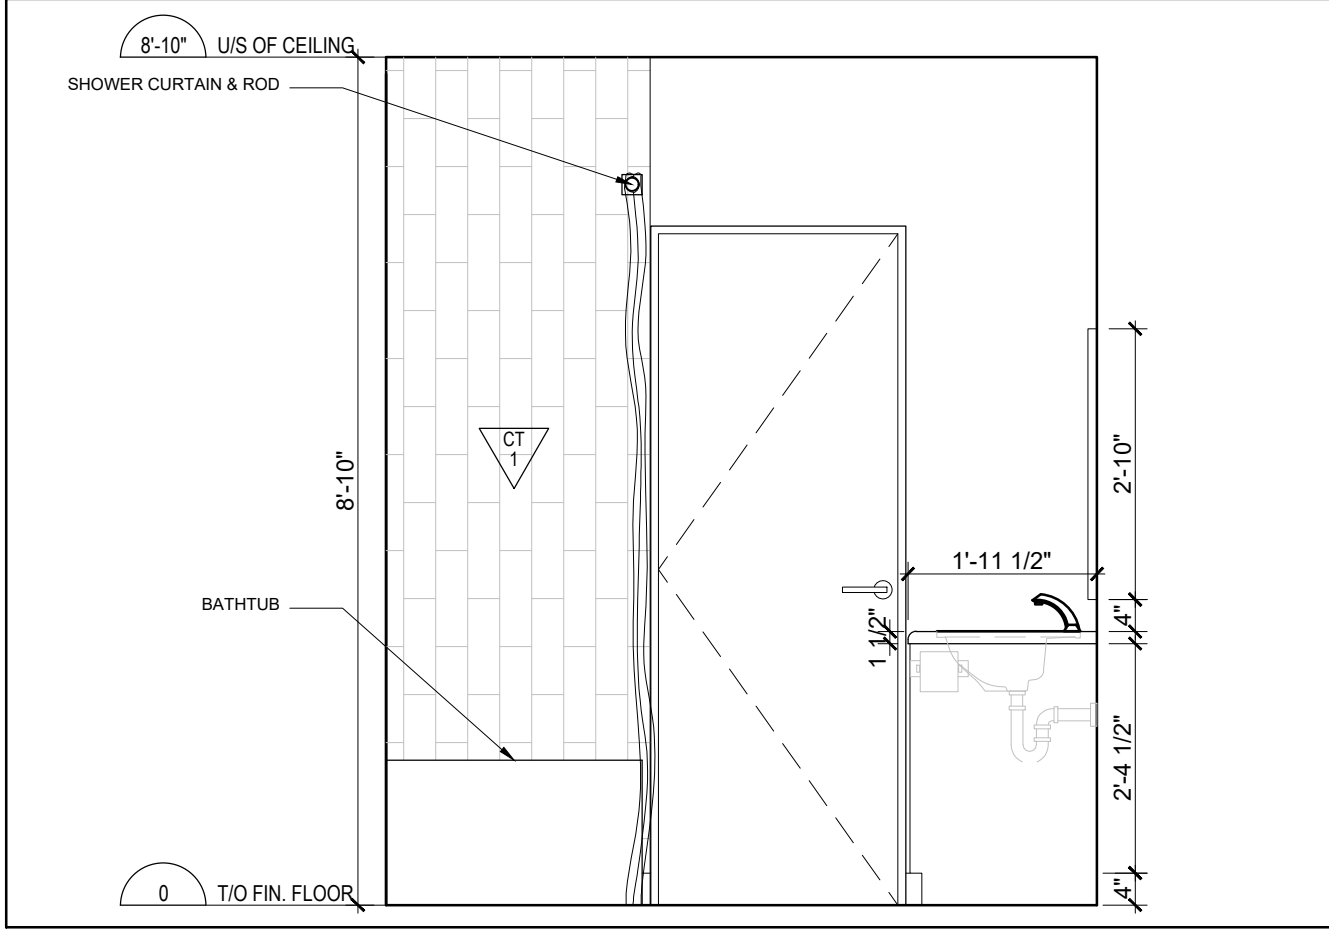 8'-10" U/S OF CEILING
SHOWER CURTAIN & ROD
CT
1
8'-10"
2'-10"
1'-11 1/2"
4"
1 1/2"
BATHTUB
2'-4 1/2"
4"
0 T/O FIN. FLOOR